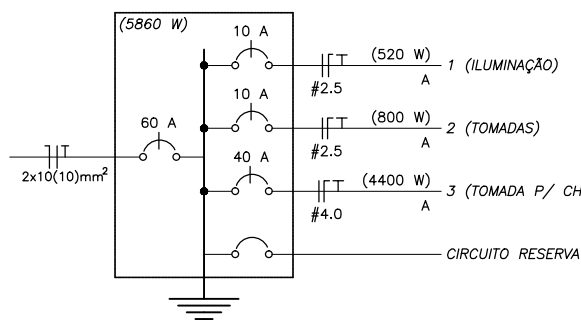 (5860 W)
10 A
(520 W)
1 (ILUMINAÇÃO)
A
#2.5
10 A
60 A
(800 W)
2 (TOMADAS)
A
#2.5
2x10(10)mm²
40 A
(4400 W)
3 (TOMADA P/ CH
A
#4.0
CIRCUITO RESERVA